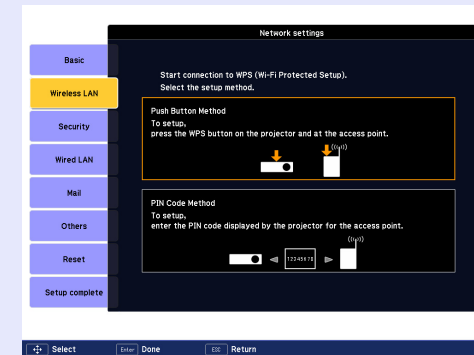 Network settings
Basic
Wireless LAN
Security
Wired LAN
Mail
Others
Reset
Setup complete
Start connection to WPS (Wi-Fi Protected Setup).
Select the setup method.
Push Button Method
To setup,
press the WPS button on the projector and at the access point.
PIN Code Method
To setup,
enter the PIN code displayed by the projector for the access point.
12345678
Select Enter Done ESC Return